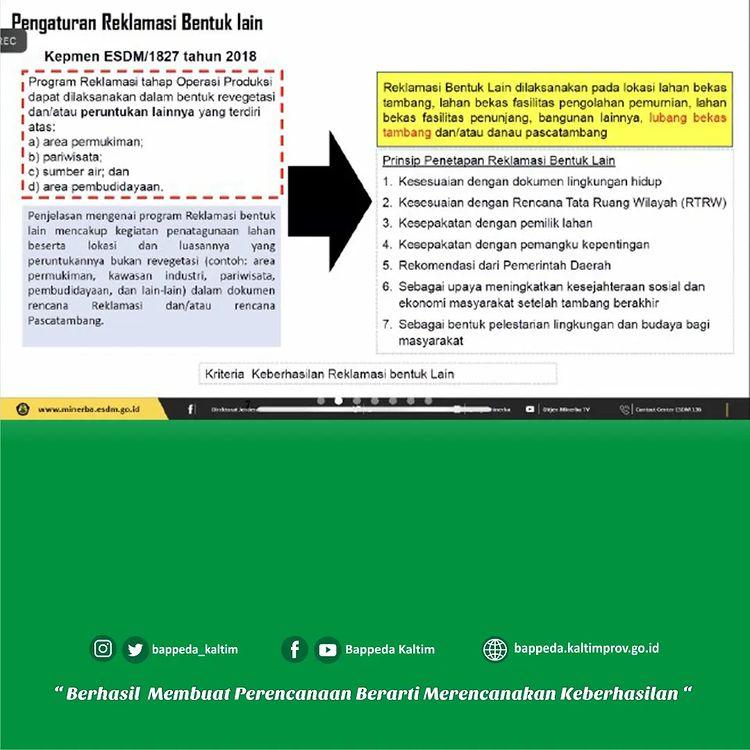 Pengaturan Reklamasi Bentuk lain
REC
Kepmen ESDM/1827 tahun 2018
Program Reklamasi tahap Operasi Produksi
dapat dilaksanakan dalam bentuk revegetasi
dan/atau peruntukan lainnya yang terdiri
atas:
a) area permukiman;
b) pariwisata;
c) sumber air; dan
d) area pembudidayaan.
Penjelasan mengenai program Reklamasi bentuk
lain mencakup kegiatan penatagunaan lahan
beserta lokasi dan luasannya yang
peruntukannya bukan revegetasi (contoh: area
permukiman, kawasan industri, pariwisata,
pembudidayaan, dan lain-lain) dalam dokumen
rencana Reklamasi dan/atau rencana
Pascatambang.
Reklamasi Bentuk Lain dilaksanakan pada lokasi lahan bekas
tambang, lahan bekas fasilitas pengolahan pemurnian, lahan
bekas fasilitas penunjang, bangunan lainnya, lubang bekas
tambang dan/atau danau pascatambang
Prinsip Penetapan Reklamasi Bentuk Lain
1. Kesesuaian dengan dokumen lingkungan hidup
2. Kesesuaian dengan Rencana Tata Ruang Wilayah (RTRW)
3. Kesepakatan dengan pemilik lahan
4. Kesepakatan dengan pemangku kepentingan
5. Rekomendasi dari Pemerintah Daerah
6. Sebagai upaya meningkatkan kesejahteraan sosial dan
ekonomi masyarakat setelah tambang berakhir
7. Sebagai bentuk pelestarian lingkungan dan budaya bagi
masyarakat
Kriteria Keberhasilan Reklamasi bentuk Lain
7
www.minerba.esdm.go.id
Direktorat
Ditjen Minerba TV
Contact Center ESDM 136
bappeda_kaltim
Bappeda Kaltim
bappeda.kaltimprov.go.id
“ Berhasil Membuat Perencanaan Berarti Merencanakan Keberhasilan “